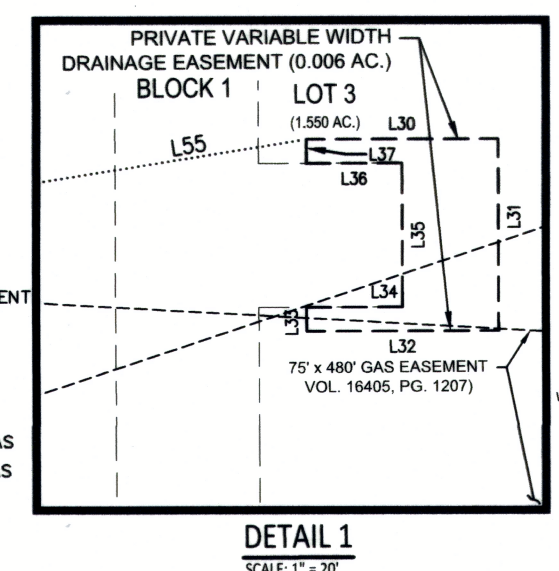 PRIVATE VARIABLE WIDTH
DRAINAGE EASEMENT (0.006 AC.)
BLOCK 1
LOT 3
(1.550 AC.)
L30
L55
L37
L36
L31
L35
L34
L33
L32
75' x 480' GAS EASEMENT
VOL. 16405, PG. 1207)
ENT
AS
S
DETAIL 1
SCALE: 1" = 20'